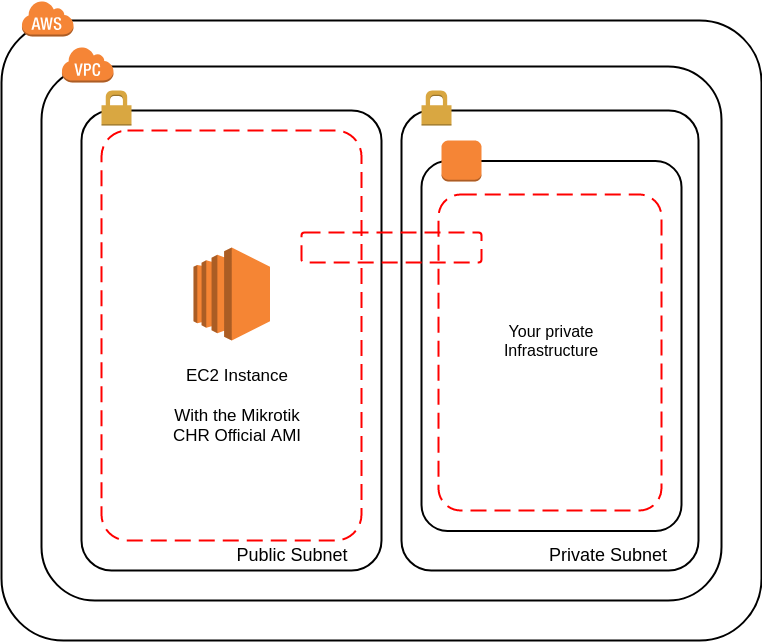 AWS
VPC
EC2 Instance
With the Mikrotik
CHR Official AMI
Public Subnet
Your private
Infrastructure
Private Subnet